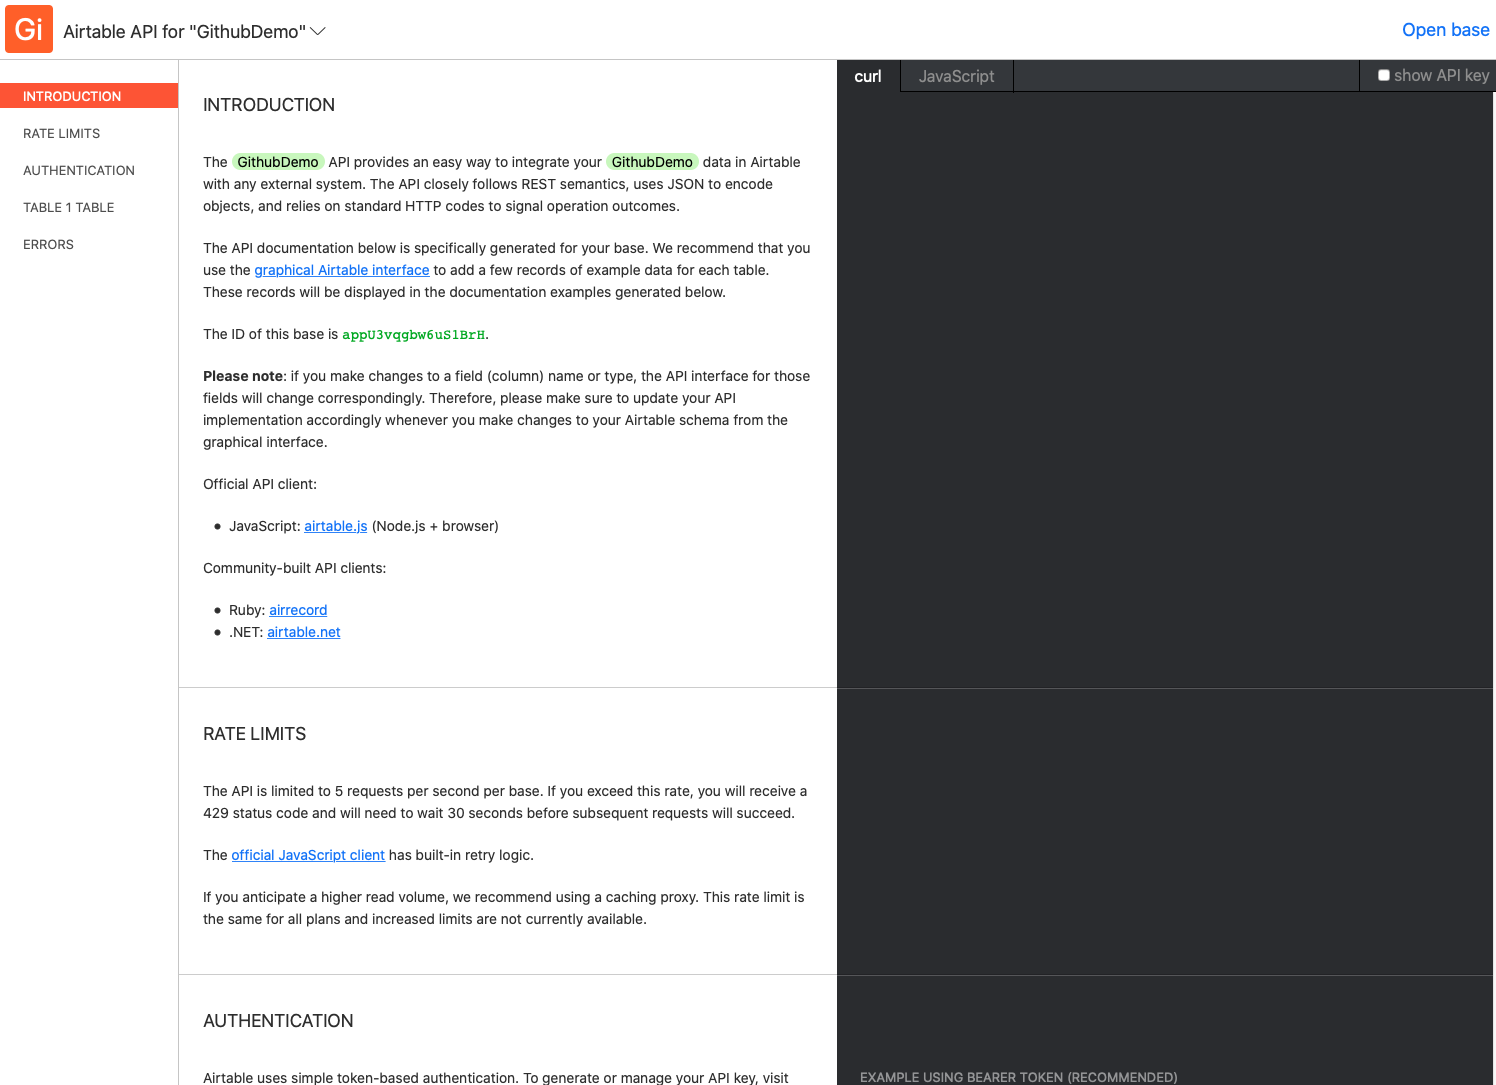 Gi
Airtable API for "GithubDemo"
Open base
INTRODUCTION
RATE LIMITS
AUTHENTICATION
TABLE 1 TABLE
ERRORS
INTRODUCTION
The GithubDemo API provides an easy way to integrate your GithubDemo data in Airtable
with any external system. The API closely follows REST semantics, uses JSON to encode
objects, and relies on standard HTTP codes to signal operation outcomes.
The API documentation below is specifically generated for your base. We recommend that you
use the graphical Airtable interface to add a few records of example data for each table.
These records will be displayed in the documentation examples generated below.
The ID of this base is appU3vqgbw6uS1BrH.
Please note: if you make changes to a field (column) name or type, the API interface for those
fields will change correspondingly. Therefore, please make sure to update your API
implementation accordingly whenever you make changes to your Airtable schema from the
graphical interface.
Official API client:
• JavaScript: airtable.js (Node.js + browser)
Community-built API clients:
• Ruby: airrecord
• .NET: airtable.net
RATE LIMITS
The API is limited to 5 requests per second per base. If you exceed this rate, you will receive a
429 status code and will need to wait 30 seconds before subsequent requests will succeed.
The official JavaScript client has built-in retry logic.
If you anticipate a higher read volume, we recommend using a caching proxy. This rate limit is
the same for all plans and increased limits are not currently available.
AUTHENTICATION
Airtable uses simple token-based authentication. To generate or manage your API key, visit
curl
JavaScript
show API key
EXAMPLE USING BEARER TOKEN (RECOMMENDED)